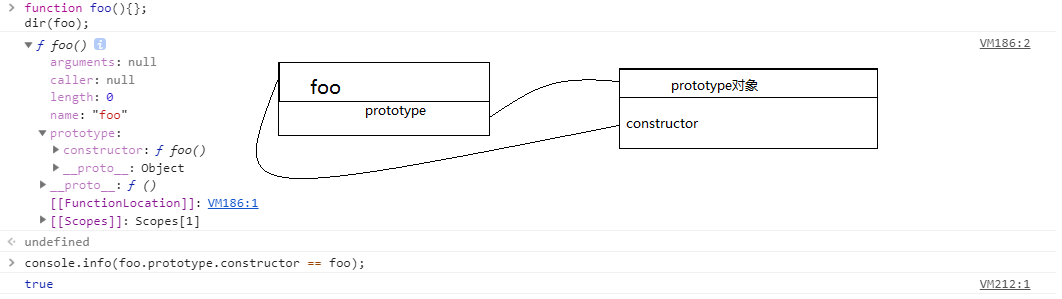 function foo(){};
dir(foo);
ƒ foo() i
VM186:2
arguments: null
caller: null
length: 0
name: "foo"
prototype:
constructor: ƒ foo()
__proto__: Object
__proto__: ƒ ()
[[FunctionLocation]]: VM186:1
[[Scopes]]: Scopes[1]
foo
prototype
prototype对象
constructor
undefined
console.info(foo.prototype.constructor == foo);
true
VM212:1